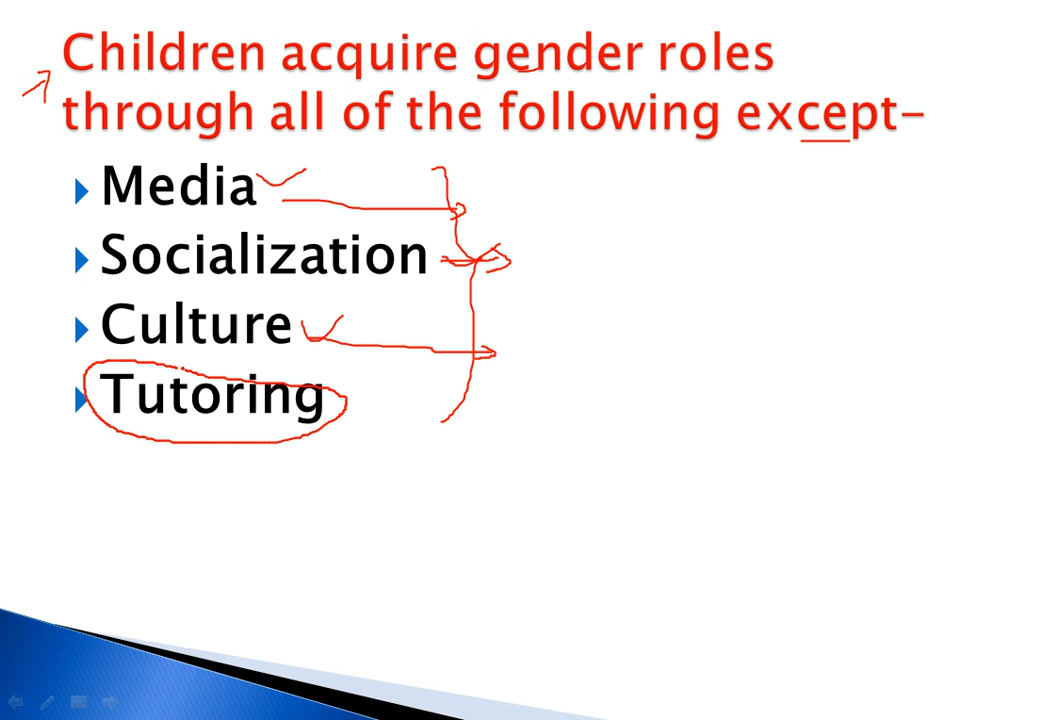 Children acquire gender roles
through all of the following except-
Media
Socialization
Culture
Tutoring